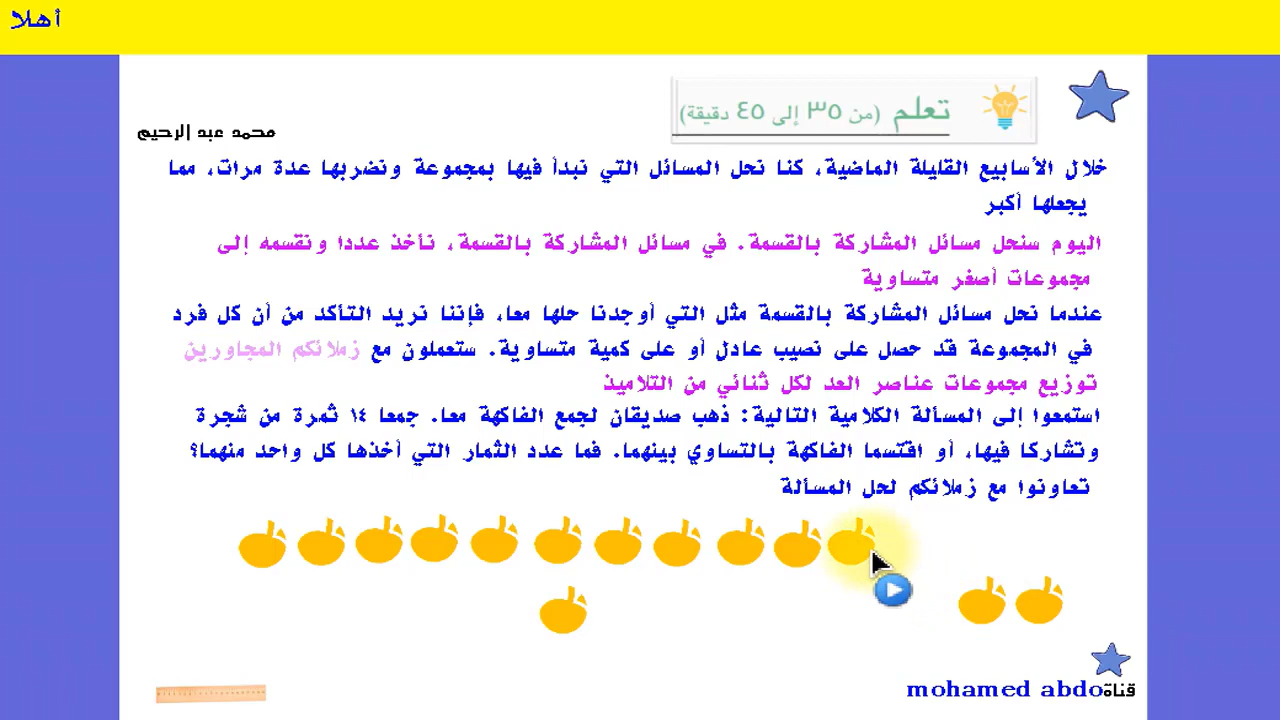 أهلا
تعلم (من ٣٥ إلى ٤٥ دقيقة)
محمد عبد الرحيم
خلال الأسابيع القليلة الماضية، كنا نحل المسائل التي نبدأ فيها بمجموعة ونضربها عدة مرات، مما
يجعلها أكبر
اليوم سنحل مسائل المشاركة بالقسمة. في مسائل المشاركة بالقسمة، نأخذ عددا ونقسمه إلى
مجموعات أصغر متساوية
عندما نحل مسائل المشاركة بالقسمة مثل التي أوجدنا حلها معا، فإننا نريد التأكد من أن كل فرد
في المجموعة قد حصل على نصيب عادل أو على كمية متساوية. ستعملون مع زملائكم المجاورين
توزيع مجموعات عناصر العد لكل ثنائي من التلاميذ
استمعوا إلى المسألة الكلامية التالية: ذهب صديقان لجمع الفاكهة معا. جمعا ١٤ ثمرة من شجرة
وتشاركا فيها، أو اقتسما الفاكهة بالتساوي بينهما. فما عدد الثمار التي أخذها كل واحد منهما؟
تعاونوا مع زملائكم لحل المسألة
قناة mohamed abdo